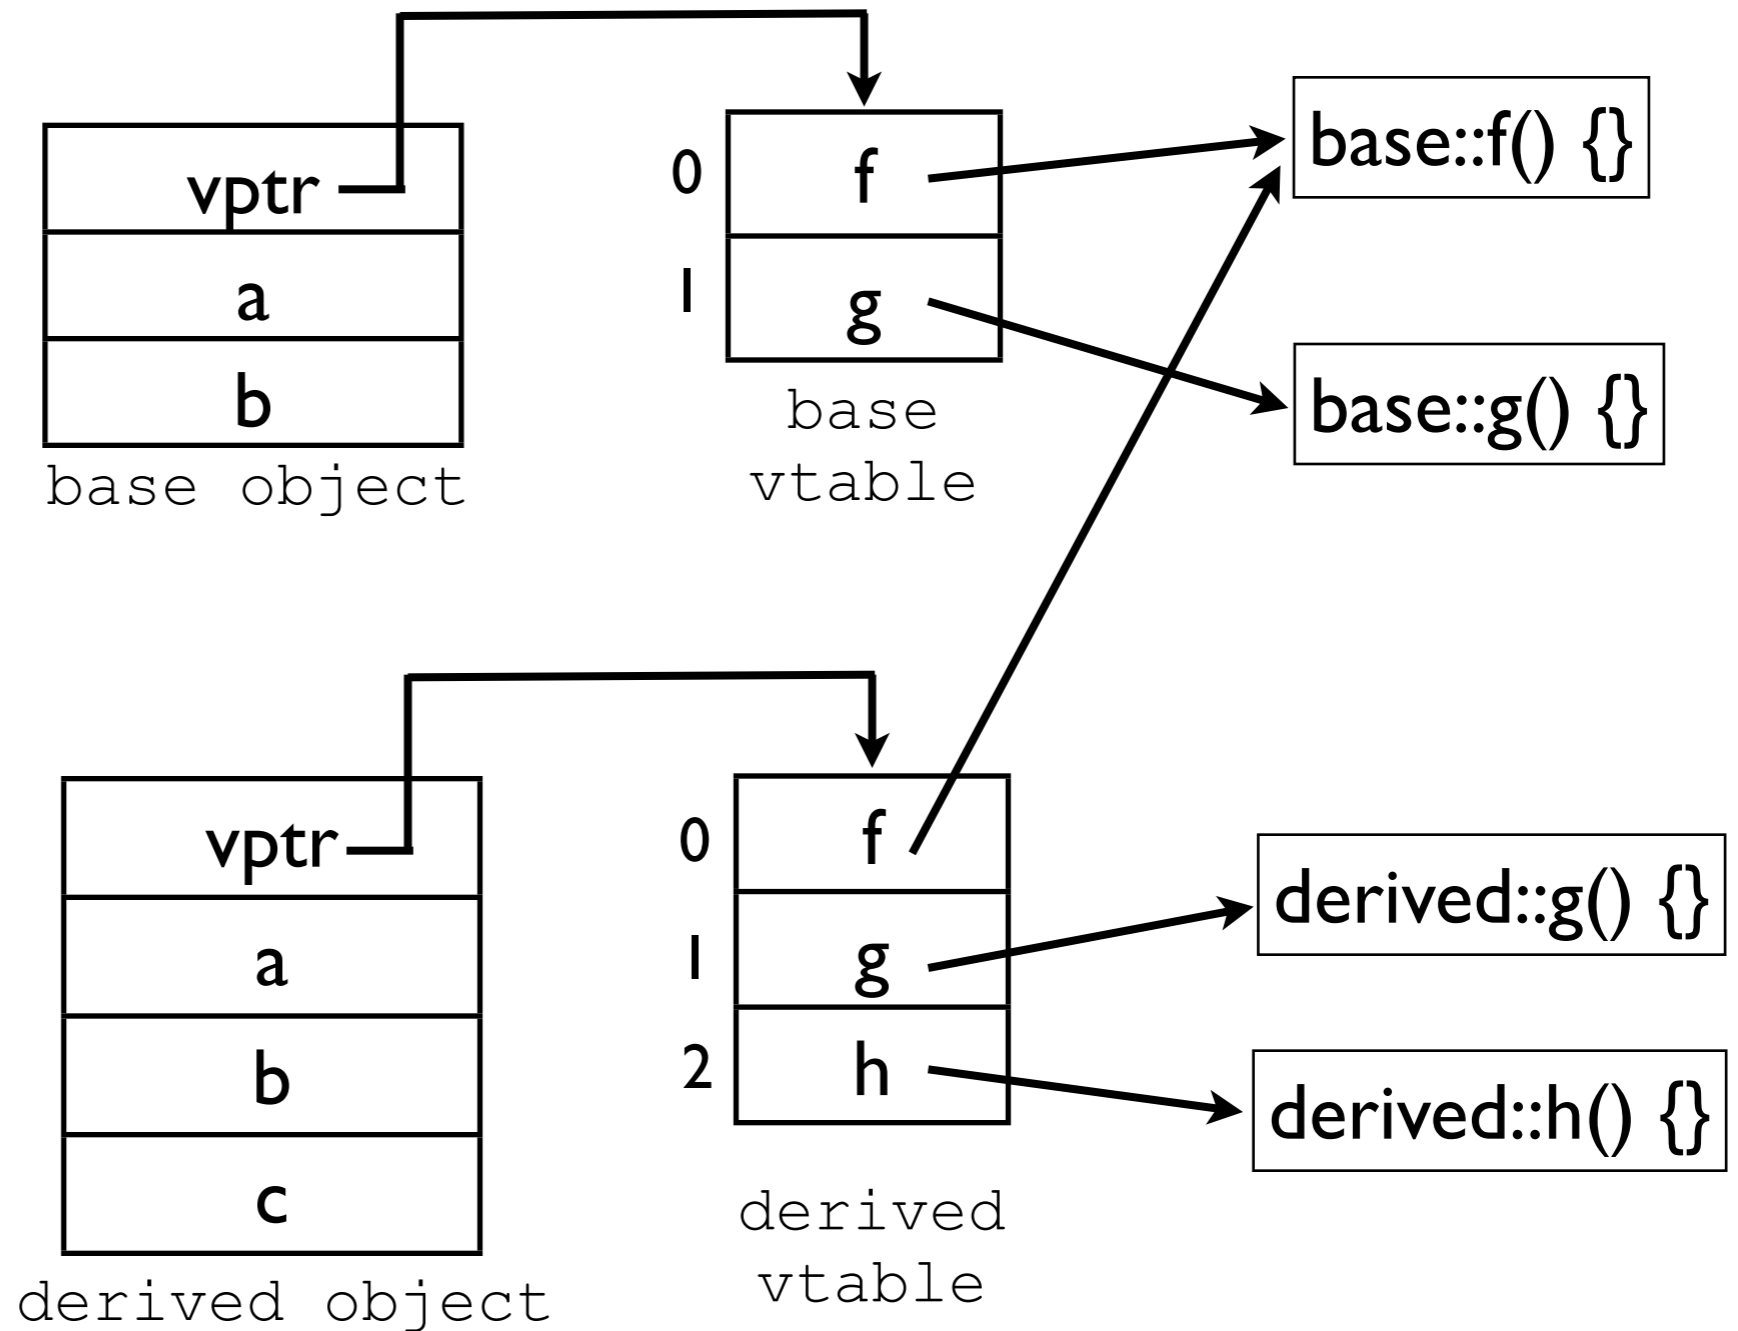 vptr
a
b
base object
0
f
1
g
base
vtable
base::f() {}
base::g() {}
vptr
a
b
c
derived object
0
f
1
g
2
h
derived
vtable
derived::g() {}
derived::h() {}